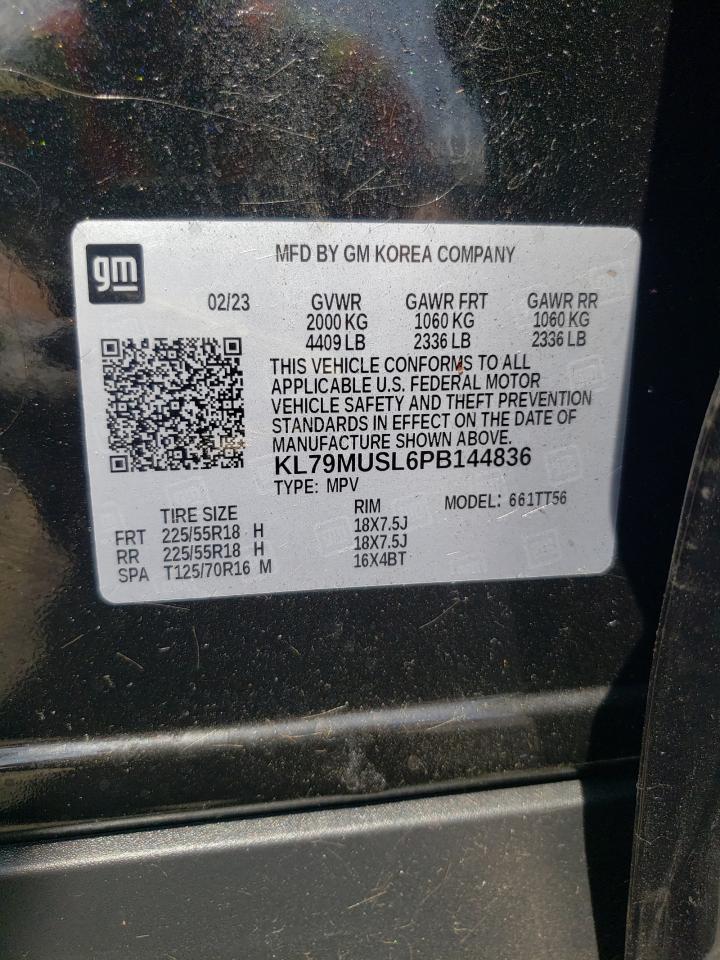 gm
MFD BY GM KOREA COMPANY
02/23 GVWR GAWR FRT GAWR RR
2000 KG 1060 KG 1060 KG
4409 LB 2336 LB 2336 LB
THIS VEHICLE CONFORMS TO ALL
APPLICABLE U.S. FEDERAL MOTOR
VEHICLE SAFETY AND THEFT PREVENTION
STANDARDS IN EFFECT ON THE DATE OF
MANUFACTURE SHOWN ABOVE.
KL79MUSL6PB144836
TYPE: MPV MODEL: 661TT56
TIRE SIZE RIM
FRT 225/55R18 H 18X7.5J
RR 225/55R18 H 18X7.5J
SPA T125/70R16 M 16X4BT